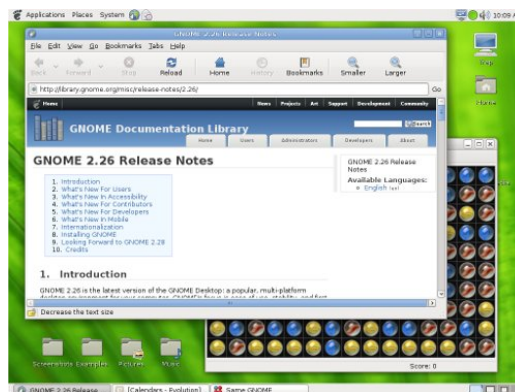 Applications Places System
10:09
GNOME 2.26 Release Notes
File Edit View Go Bookmarks Tabs Help
Back Forward Stop Reload Home History Bookmarks Smaller Larger
http://library.gnome.org/misc/release-notes/2.26/
Go
Home News Projects Art Support Development Community
GNOME Documentation Library
Search
Home Users Administrators Developers About
GNOME 2.26 Release Notes
1. Introduction
2. What's New For Users
3. What's New in Accessibility
4. What's New For Contributors
5. What's New For Developers
6. What's New in Mobile
7. Internationalization
8. Installing GNOME
9. Looking Forward to GNOME 2.28
10. Credits
GNOME 2.26 Release
Notes
Available Languages:
English
1. Introduction
GNOME 2.26 is the latest version of the GNOME Desktop: a popular, multi-platform
Decrease the text size
Home
Screenshots Examples Pictures Music
Score: 0
GNOME 2.26 Release
[Calendars - Evolution]
Same GNOME